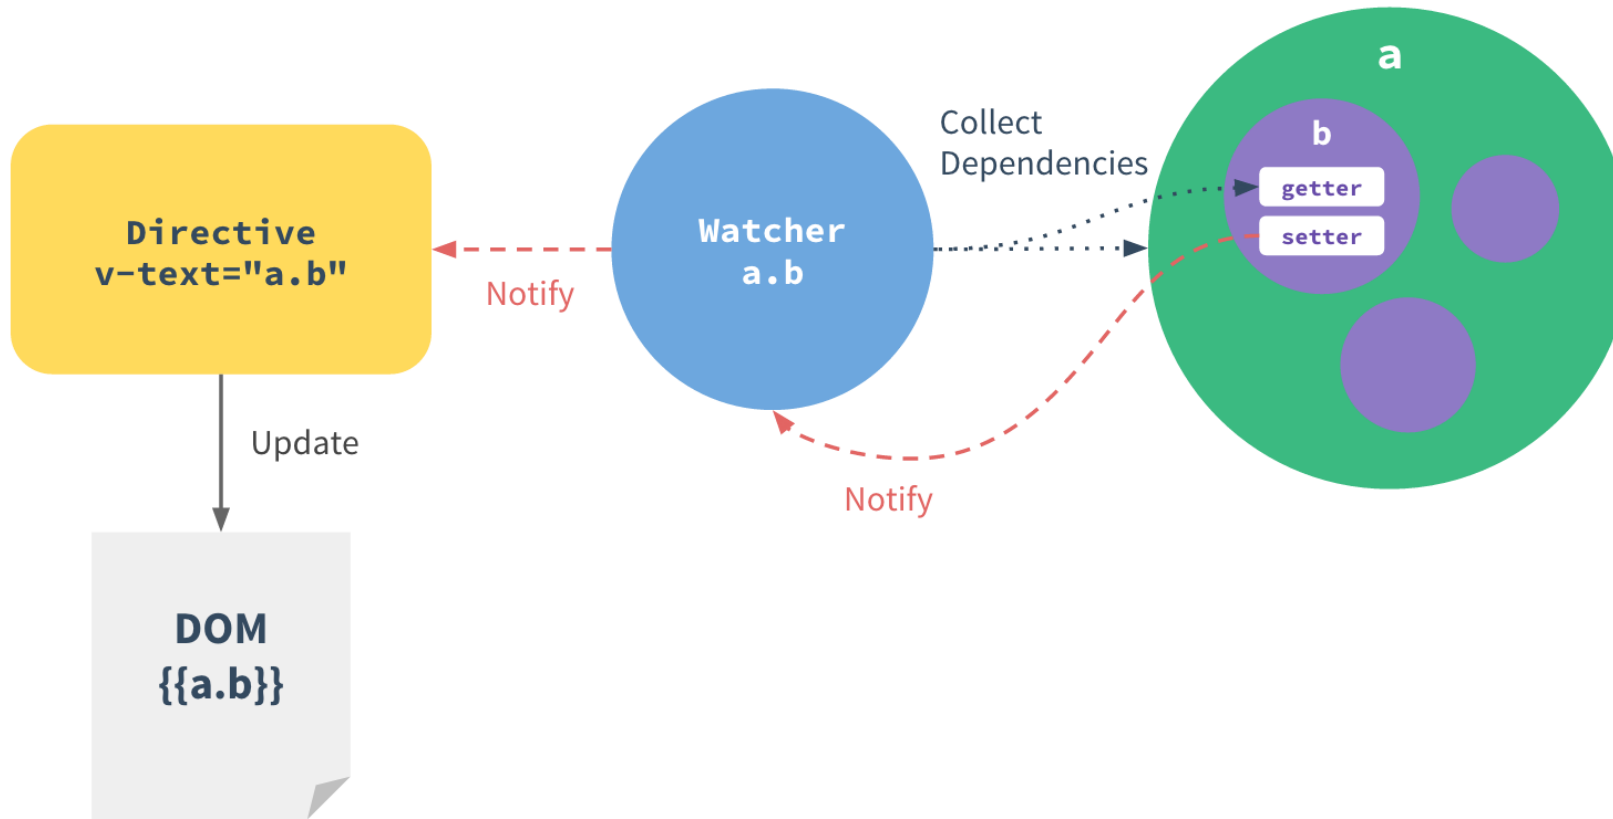 Directive
v-text="a.b"
Notify
Update
DOM
{{a.b}}
Watcher
a.b
Collect
Dependencies
Notify
a
b
getter
setter